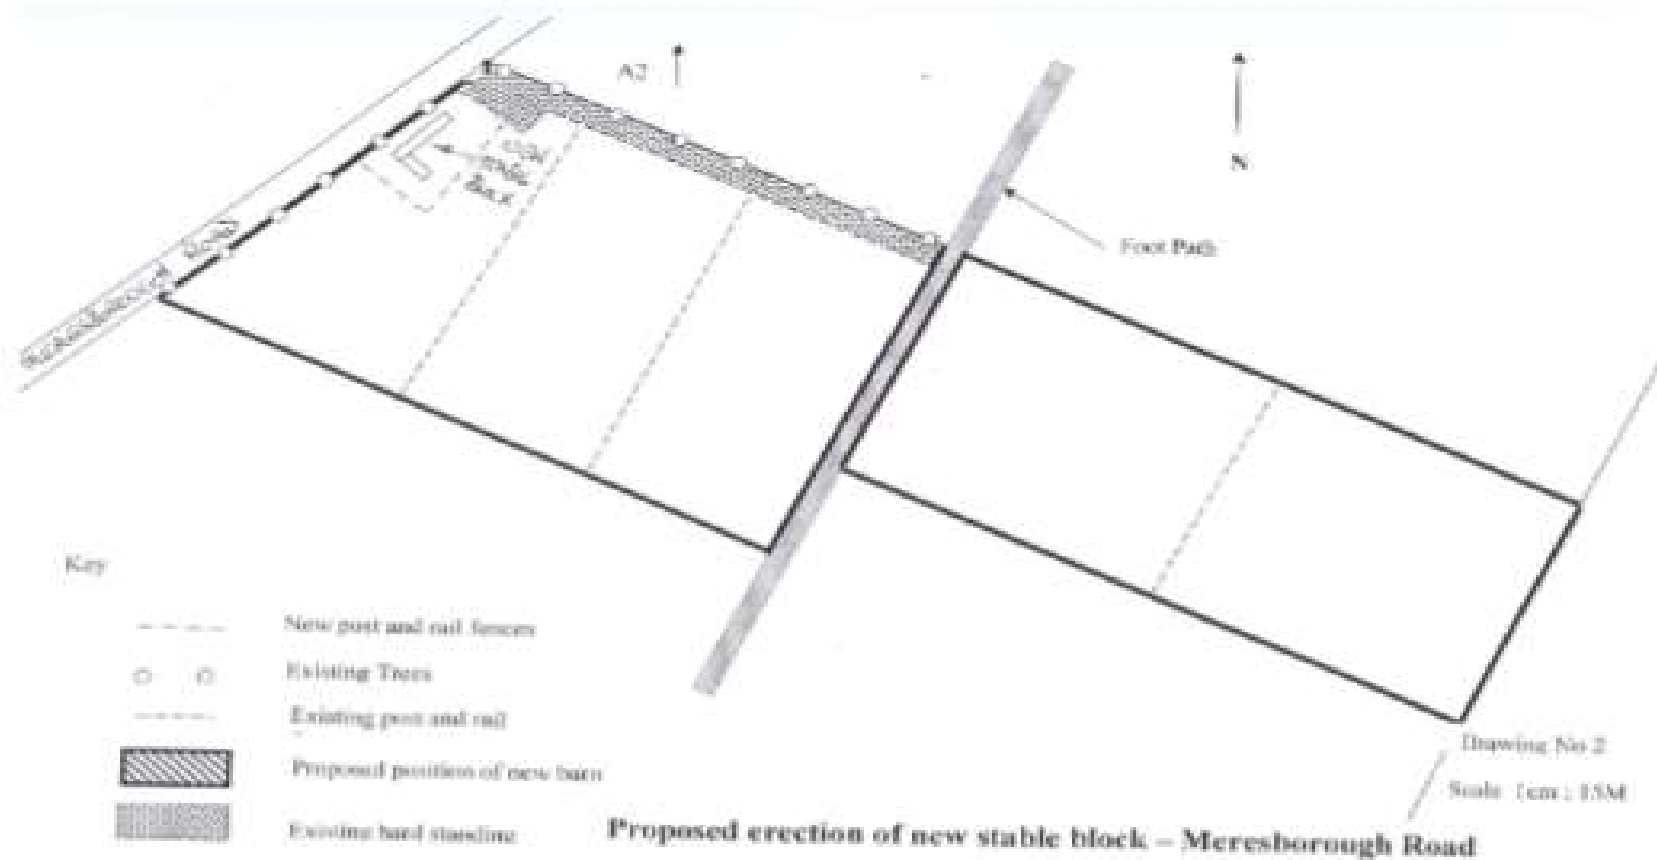 A2
N
Foot Path
Key
New post and rail fences
Existing Trees
Existing post and rail
Proposed position of new barn
Existing hard standing
Drawing No 2
Scale 1cm : 15M
Proposed erection of new stable block – Meresborough Road